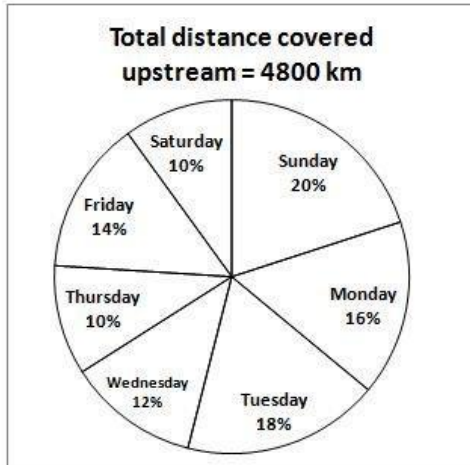 Total distance covered
upstream = 4800 km
Saturday
10%
Sunday
20%
Friday
14%
Monday
16%
Thursday
10%
Wednesday
12%
Tuesday
18%